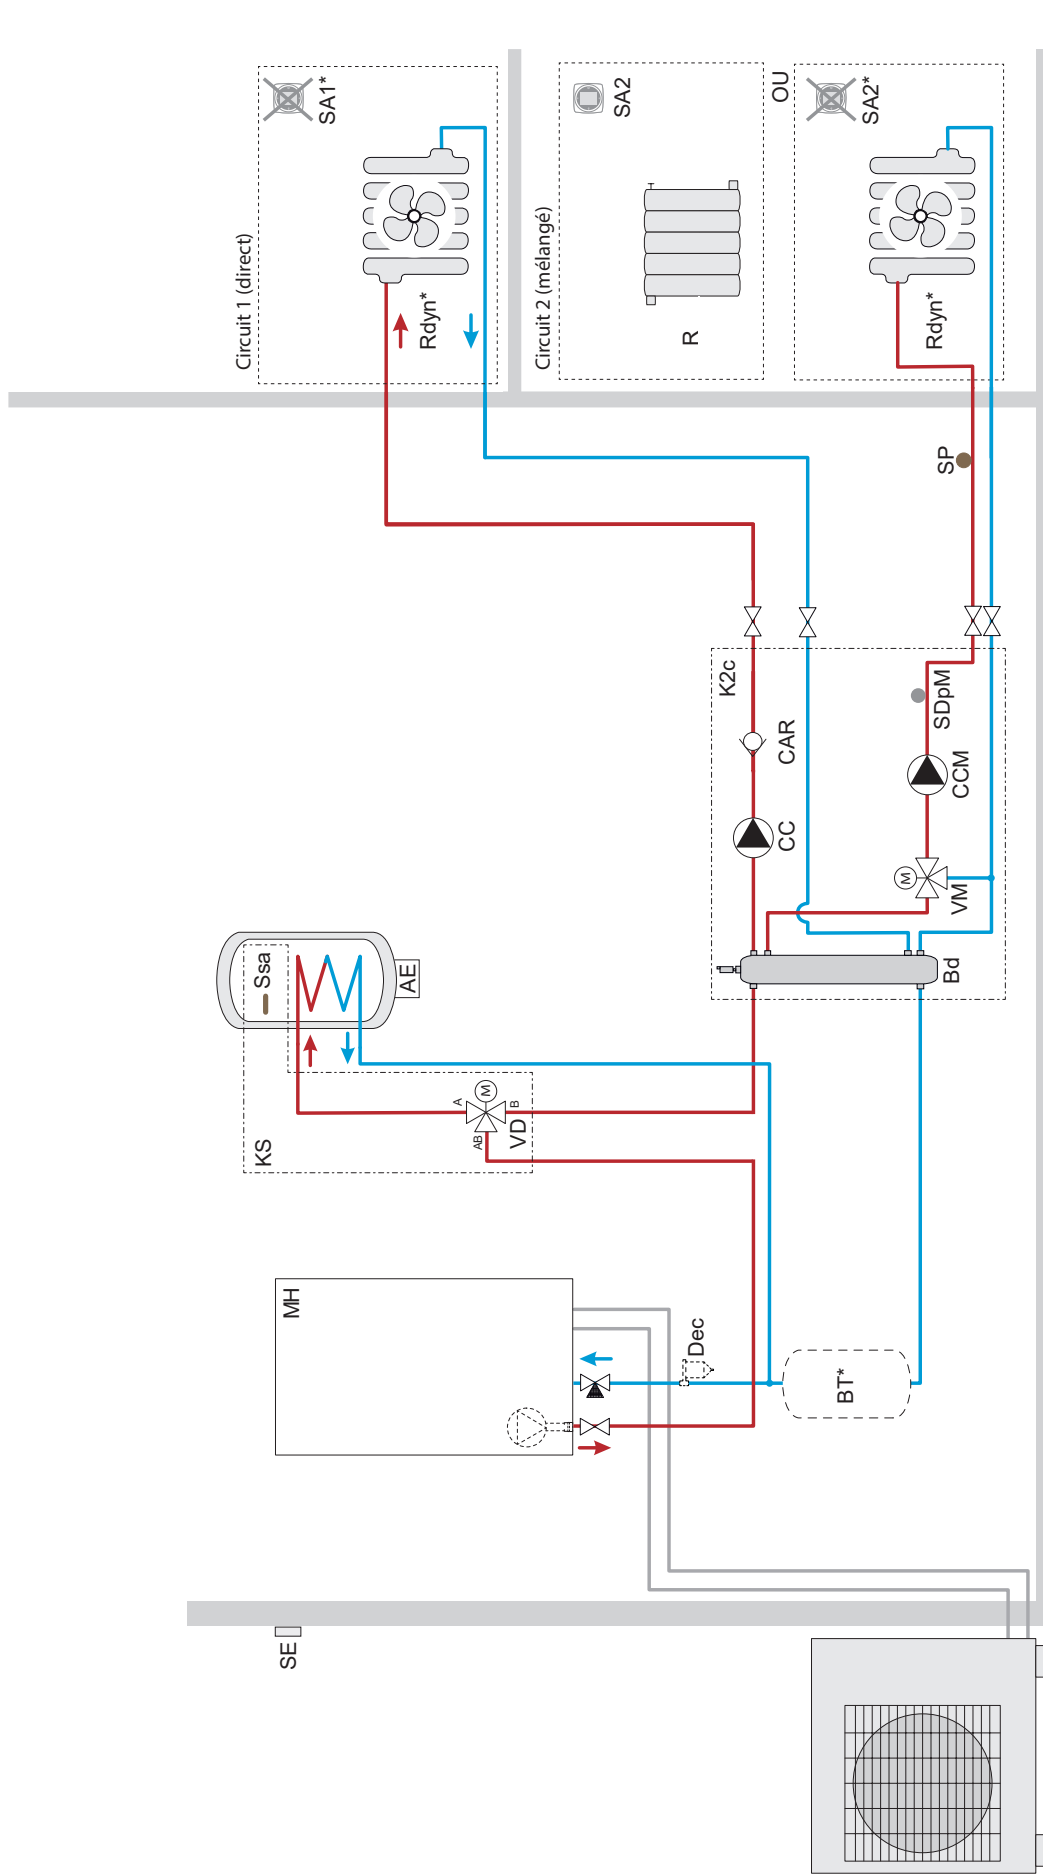 SE
MH
Dec
BT*
KS
AB
A
B
M
VD
Ssa
AE
Bd
K2c
CC
CAR
M
VM
CCM
SDpM
SP
Circuit 1 (direct)
Rdyn*
SA1*
Circuit 2 (mélangé)
R
SA2
OU
Rdyn*
SA2*